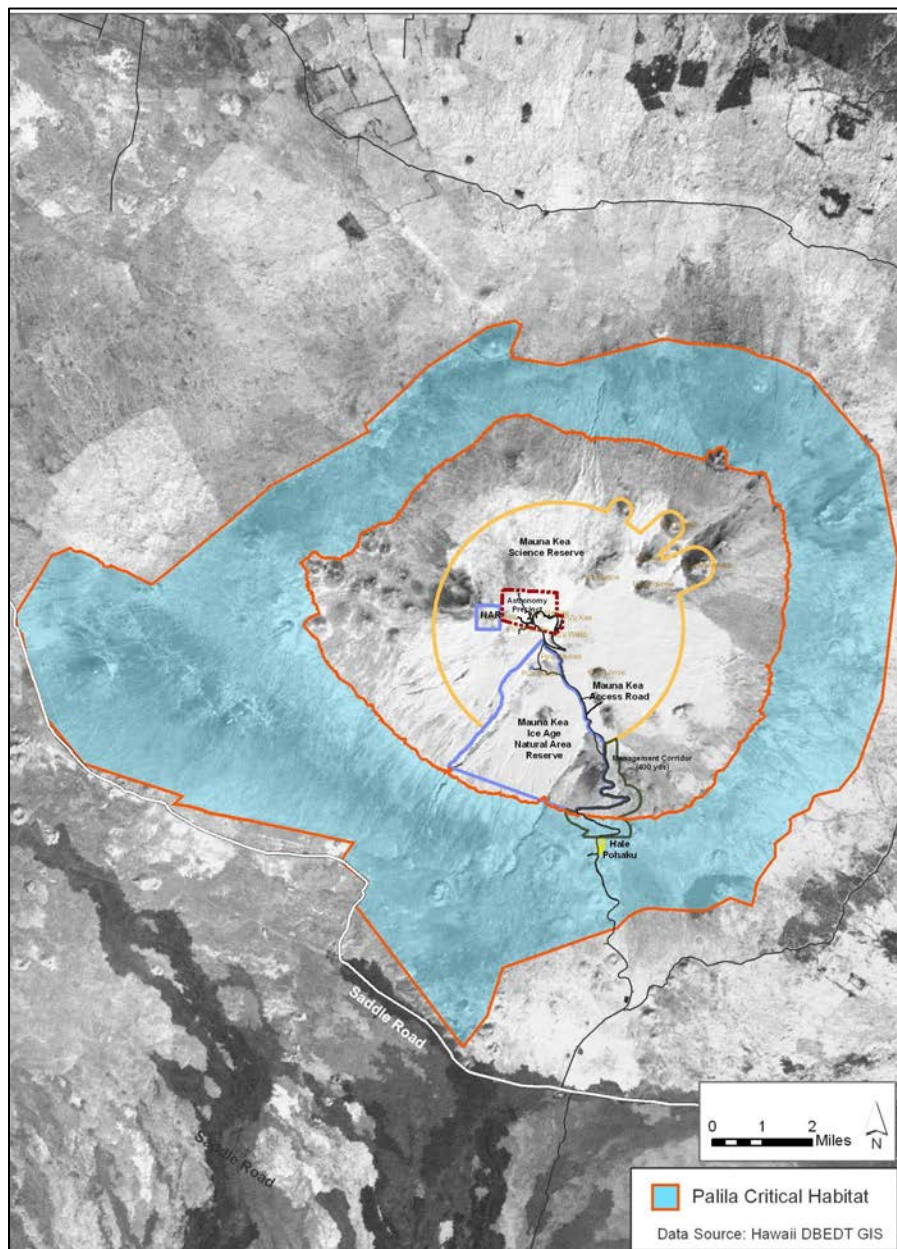 Mauna Kea
Science Reserve
Astronomy
Precinct
NAR
Mauna Kea
Access Road
Mauna Kea
Ice Age
Natural Area
Reserve
Management Corridor
(400 yds)
Hale
Pohaku
Saddle Road
Saddle Road
0 1 2
Miles
N
Palila Critical Habitat
Data Source: Hawaii DBEDT GIS